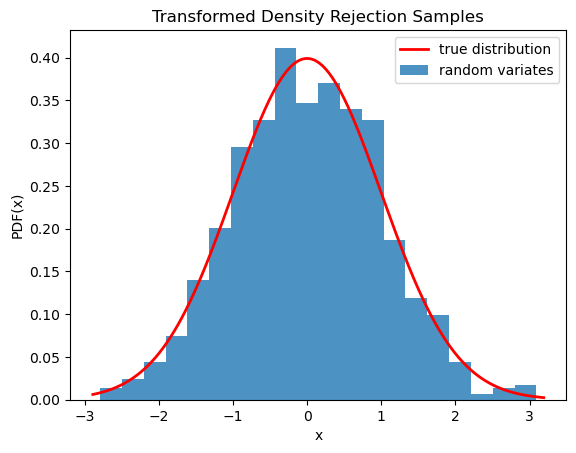 Transformed Density Rejection Samples
true distribution
random variates
PDF(x)
0.40
0.35
0.30
0.25
0.20
0.15
0.10
0.05
0.00
−3 −2 −1 0 1 2 3
x